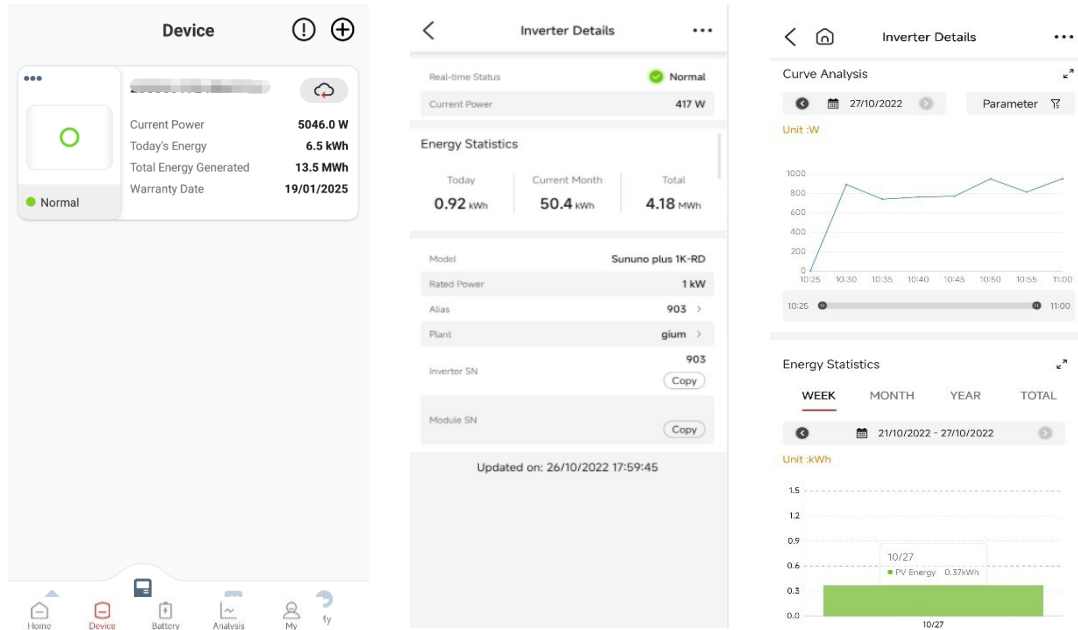 Device
Current Power 5046.0 W
Today's Energy 6.5 kWh
Total Energy Generated 13.5 MWh
Warranty Date 19/01/2025
Normal
Home Device Battery Analysis My
Inverter Details
Real-time Status Normal
Current Power 417 W
Energy Statistics
Today Current Month Total
0.92 kWh 50.4 kWh 4.18 MWh
Model Sununo plus 1K-RD
Rated Power 1 kW
Alias 903
Plant gium
Inverter SN 903
Copy
Module SN
Copy
Updated on: 26/10/2022 17:59:45
Inverter Details
Curve Analysis
27/10/2022 Parameter
Unit :W
1000
800
600
400
200
0
10:25 10:30 10:35 10:40 10:45 10:50 10:55 11:00
10:25 11:00
Energy Statistics
WEEK MONTH YEAR TOTAL
21/10/2022 - 27/10/2022
Unit :kWh
1.5
1.2
0.9
0.6
0.3
0.0
10/27
PV Energy 0.37kWh
10/27